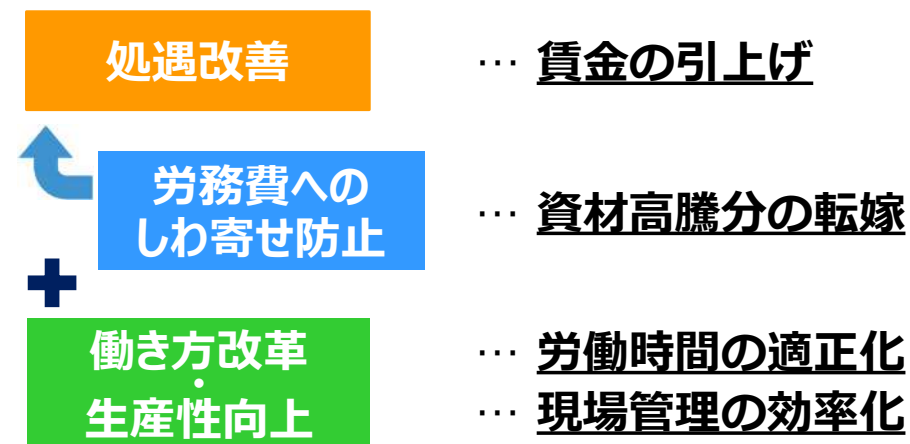 処遇改善 … 賃金の引上げ
労務費への
しわ寄せ防止
… 資材高騰分の転嫁
働き方改革
・
生産性向上
… 労働時間の適正化
… 現場管理の効率化